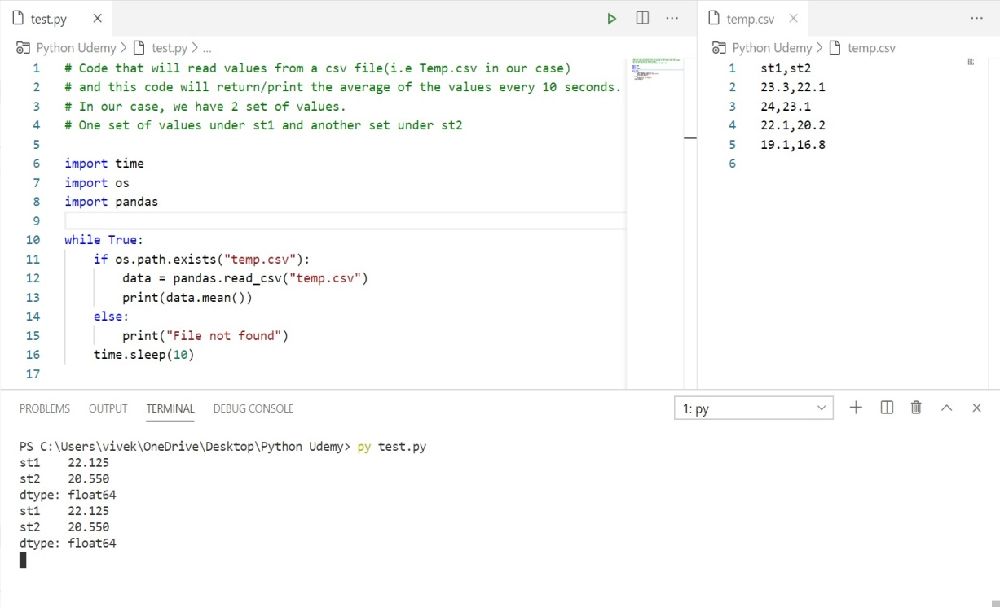 test.py
Python Udemy > test.py > ...
1 # Code that will read values from a csv file(i.e Temp.csv in our case)
2 # and this code will return/print the average of the values every 10 seconds.
3 # In our case, we have 2 set of values.
4 # One set of values under st1 and another set under st2
5
6 import time
7 import os
8 import pandas
9
10 while True:
11     if os.path.exists("temp.csv"):
12         data = pandas.read_csv("temp.csv")
13         print(data.mean())
14     else:
15         print("File not found")
16     time.sleep(10)
17
temp.csv
Python Udemy > temp.csv
1 st1,st2
2 23.3,22.1
3 24,23.1
4 22.1,20.2
5 19.1,16.8
6
PROBLEMS OUTPUT TERMINAL DEBUG CONSOLE 1: py
PS C:\Users\vivek\OneDrive\Desktop\Python Udemy> py test.py
st1    22.125
st2    20.550
dtype: float64
st1    22.125
st2    20.550
dtype: float64